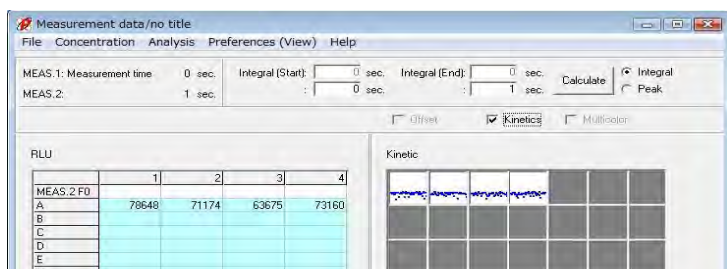 Measurement data/no title
File Concentration Analysis Preferences (View) Help
MEAS.1: Measurement time 0 sec. Integral (Start): 0 sec. Integral (End): 0 sec. Calculate Integral
MEAS.2: 1 sec. : 0 sec. : 1 sec. Peak
Offset Kinetics Multicolor
RLU Kinetic
1 2 3 4
MEAS.2 F0
A 78648 71174 63675 73160
B
C
D
E